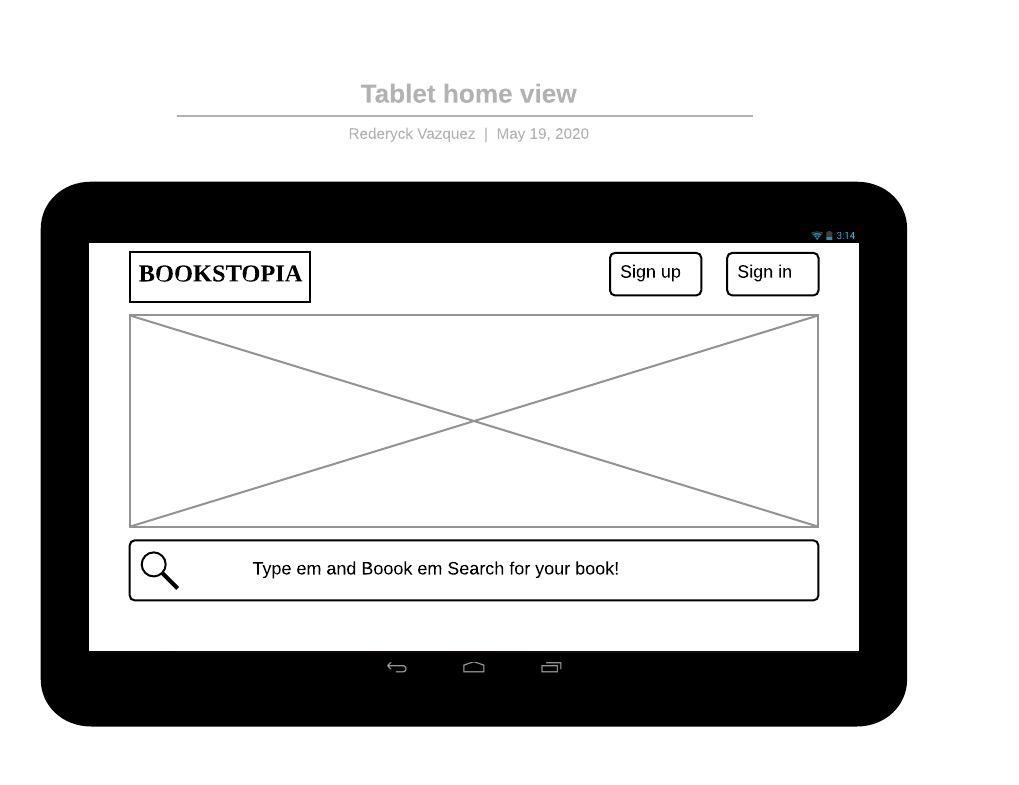 Tablet home view
Rederyck Vazquez | May 19, 2020
3:14
BOOKSTOPIA
Sign up
Sign in
Type em and Boook em Search for your book!